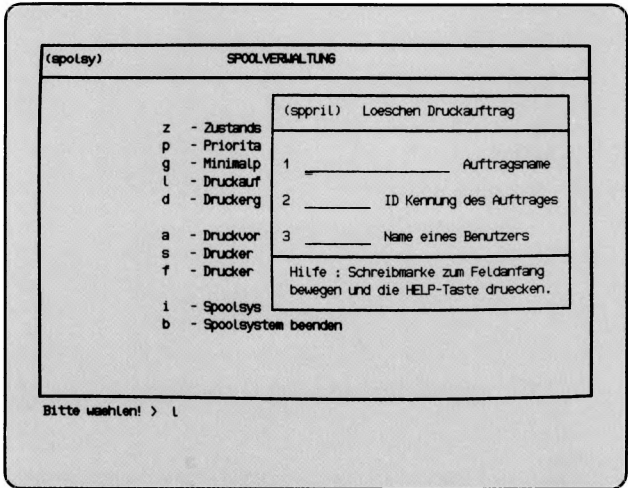 (spolsy) SPOOLVERWALTUNG
(sppril) Loeschen Druckauftrag
z - Zustands
p - Priorita
g - Minimalp
l - Druckauf
d - Druckerg
a - Druckvor
s - Drucker
f - Drucker
i - Spoolsys
b - Spoolsystem beenden
1 Auftragsname
2 ID Kennung des Auftrages
3 Name eines Benutzers
Hilfe : Schreibmarke zum Feldanfang
bewegen und die HELP-Taste druecken.
Bitte waehlen! > l